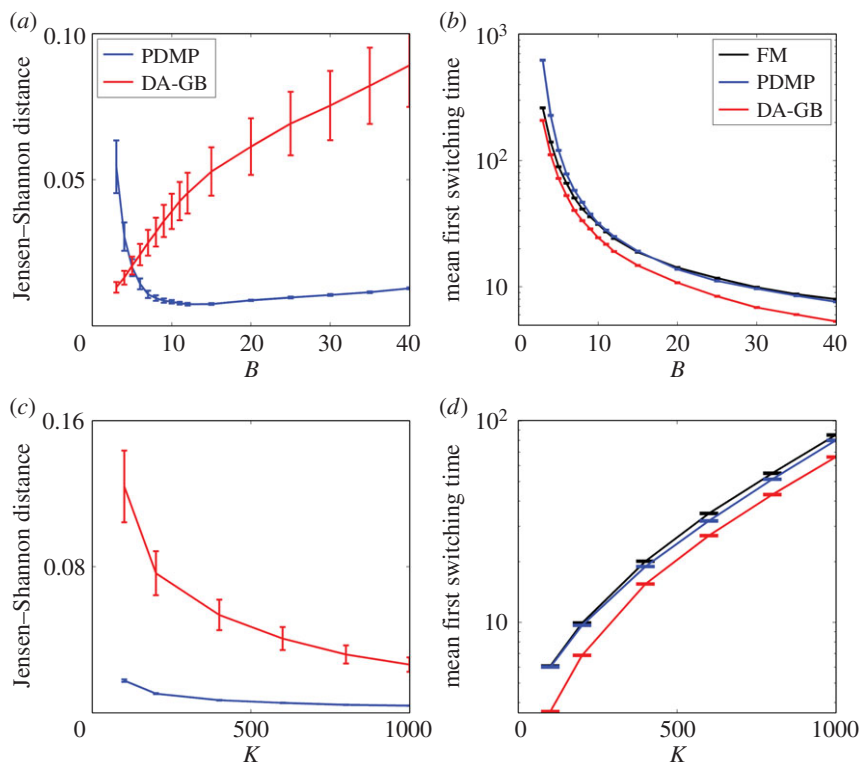 (a)
0.10
PDMP
DA-GB
0.05
Jensen–Shannon distance
0 10 20 30 40
B
(b)
10³
FM
PDMP
DA-GB
10²
10
mean first switching time
0 10 20 30 40
B
(c)
0.16
0.08
Jensen–Shannon distance
0 500 1000
K
(d)
10²
10
mean first switching time
0 500 1000
K